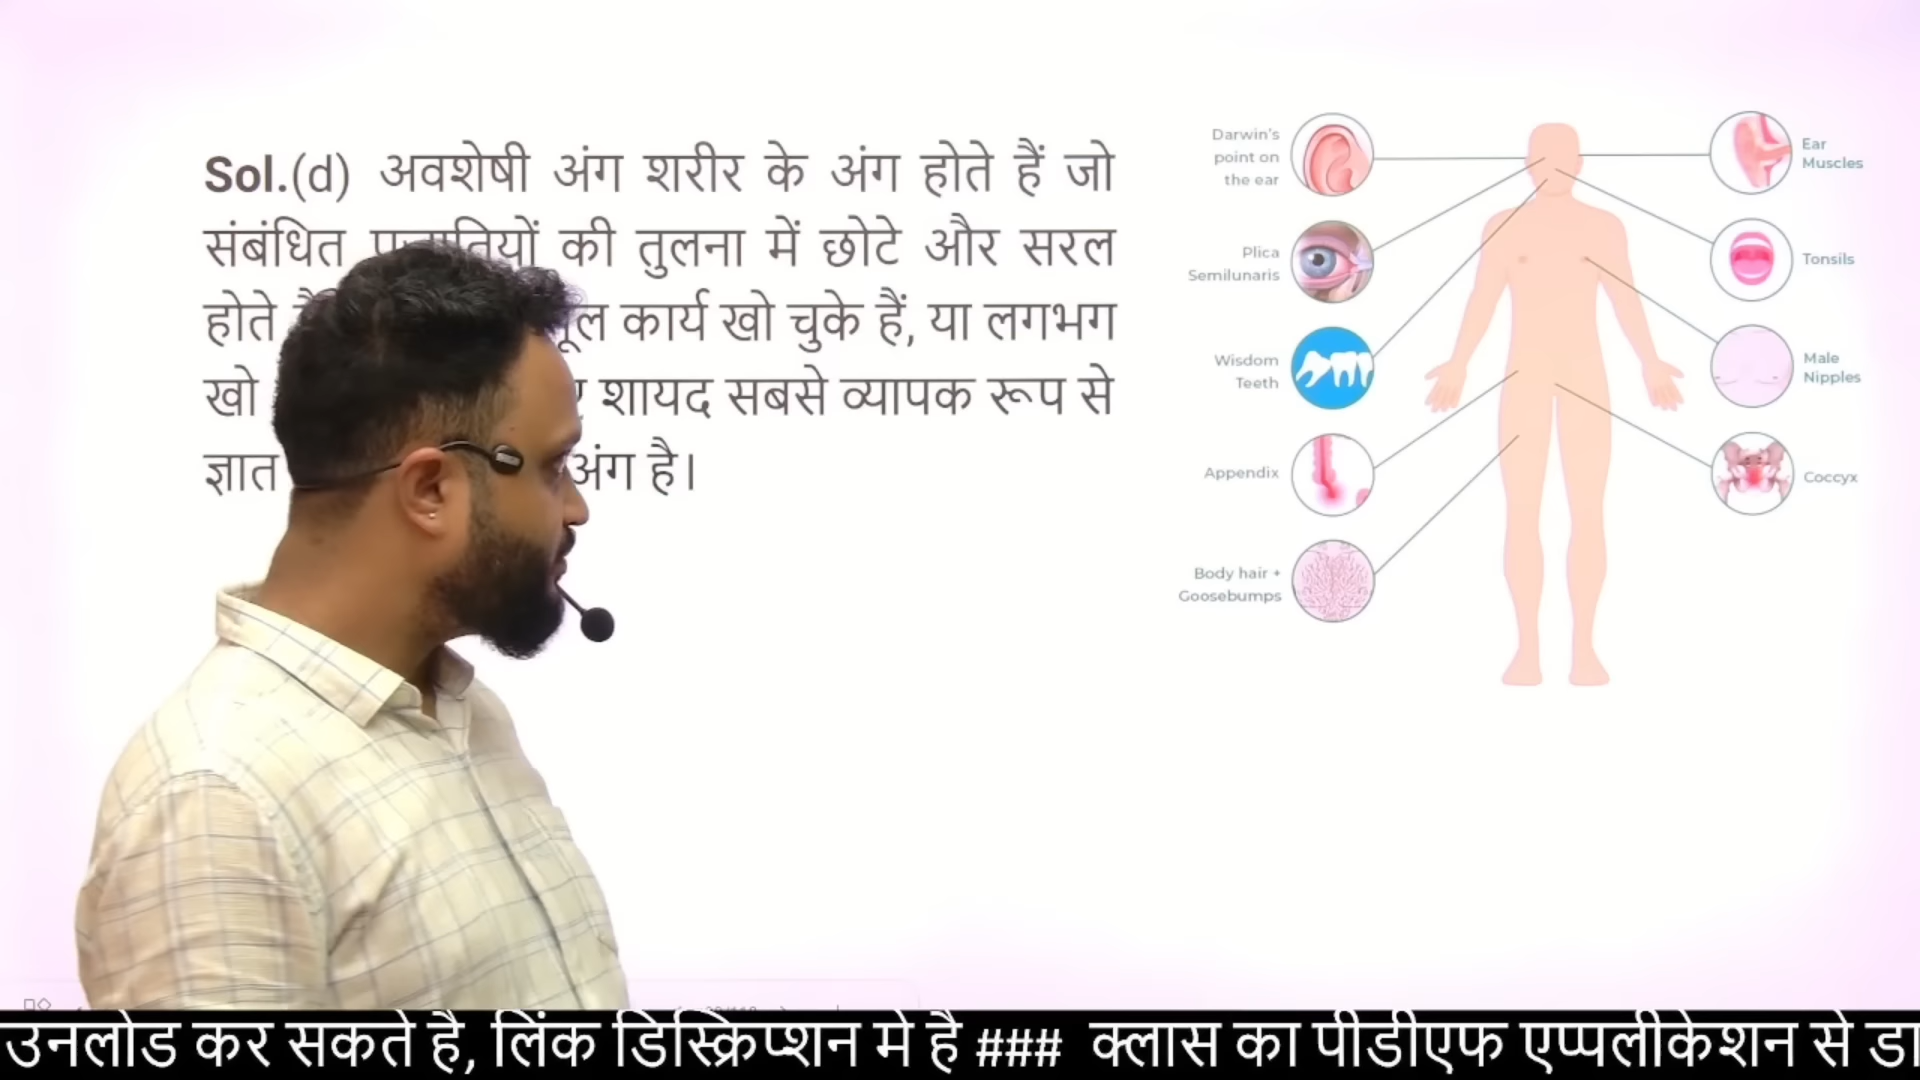 Sol.(d) अवशेषी अंग शरीर के अंग होते हैं जो
संबंधित की तुलना में छोटे और सरल
होते कार्य खो चुके हैं, या लगभग
खो शायद सबसे व्यापक रूप से
ज्ञात अंग है।
Darwin's
point on
the ear
Plica
Semilunaris
Wisdom
Teeth
Appendix
Body hair +
Goosebumps
Ear
Muscles
Tonsils
Male
Nipples
Coccyx
उनलोड कर सकते है, लिंक डिस्क्रिप्शन मे है ### क्लास का पीडीएफ एप्पलीकेशन से डा